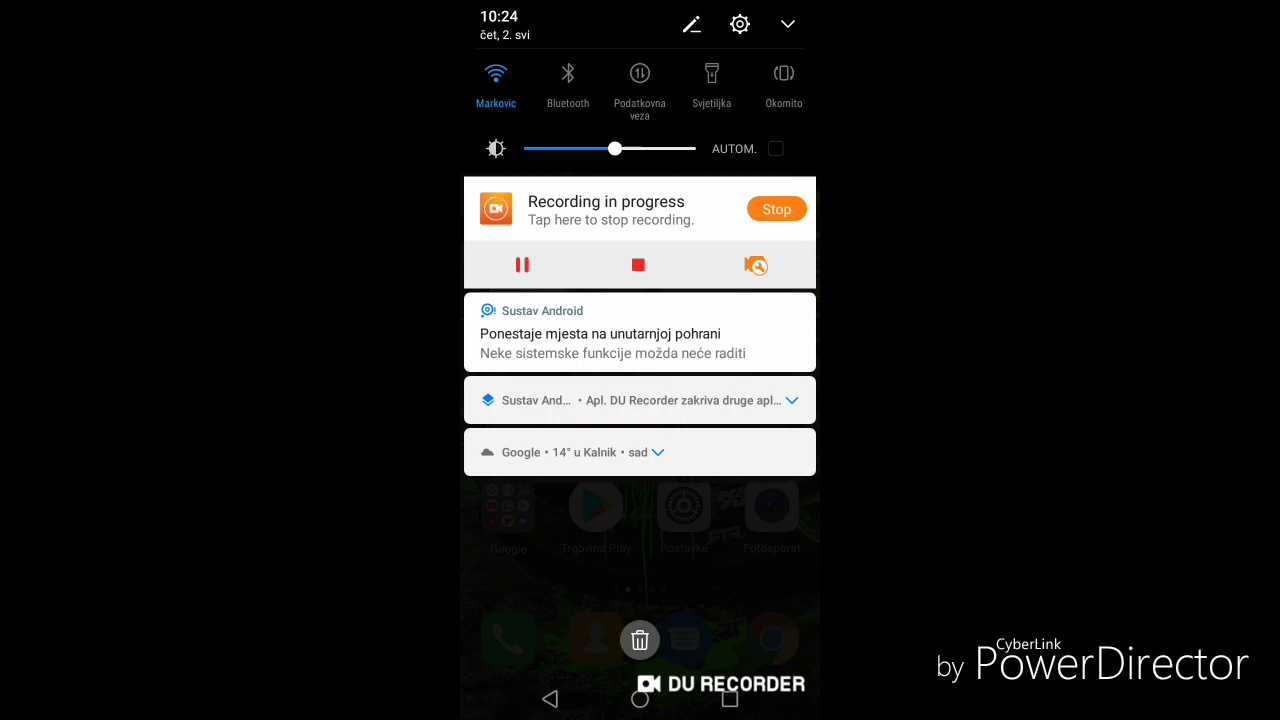 10:24
čet, 2. svi
Markovic
Bluetooth
Podatkovna
veza
Svjetiljka
Okomito
AUTOM.
Recording in progress
Tap here to stop recording.
Stop
Sustav Android
Ponestaje mjesta na unutarnjoj pohrani
Neke sistemske funkcije možda neće raditi
Sustav And... • Apl. DU Recorder zakriva druge apl...
Google • 14° u Kalnik • sad
Google
Trgovina Play
Postavke
Fotoaparat
DU RECORDER
CyberLink
by PowerDirector